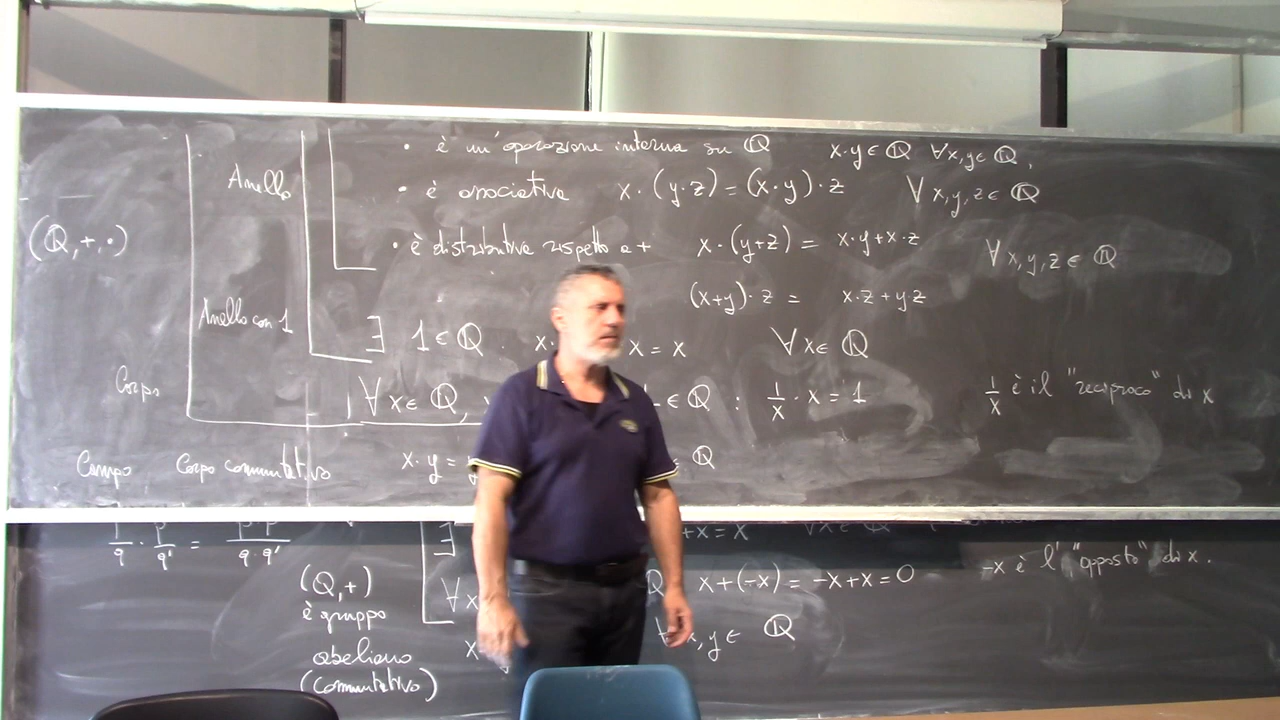 • è un'operazione interna su ℚ x·y ∈ ℚ ∀x,y ∈ ℚ,
Anello • è associativa x·(y·z) = (x·y)·z ∀x,y,z ∈ ℚ
(ℚ,+,·) • è distributiva rispetto a + x·(y+z) = x·y+x·z ∀x,y,z ∈ ℚ
(x+y)·z = x·z+y·z
Anello con 1 ∃ 1 ∈ ℚ x· x = x ∀x ∈ ℚ
Corpo ∀x ∈ ℚ, ∈ ℚ : 1/x · x = 1 1/x è il "reciproco" di x
Campo Corpo commutativo x·y = ℚ
p/q · p'/q' = p·p'/q·q' ∃ +x = x ∀x ∈ ℚ
(ℚ,+) ∀x ℚ x+(-x) = -x+x = 0 -x è l'"opposto" di x.
è gruppo
abeliano x ∀x,y ∈ ℚ
(commutativo)